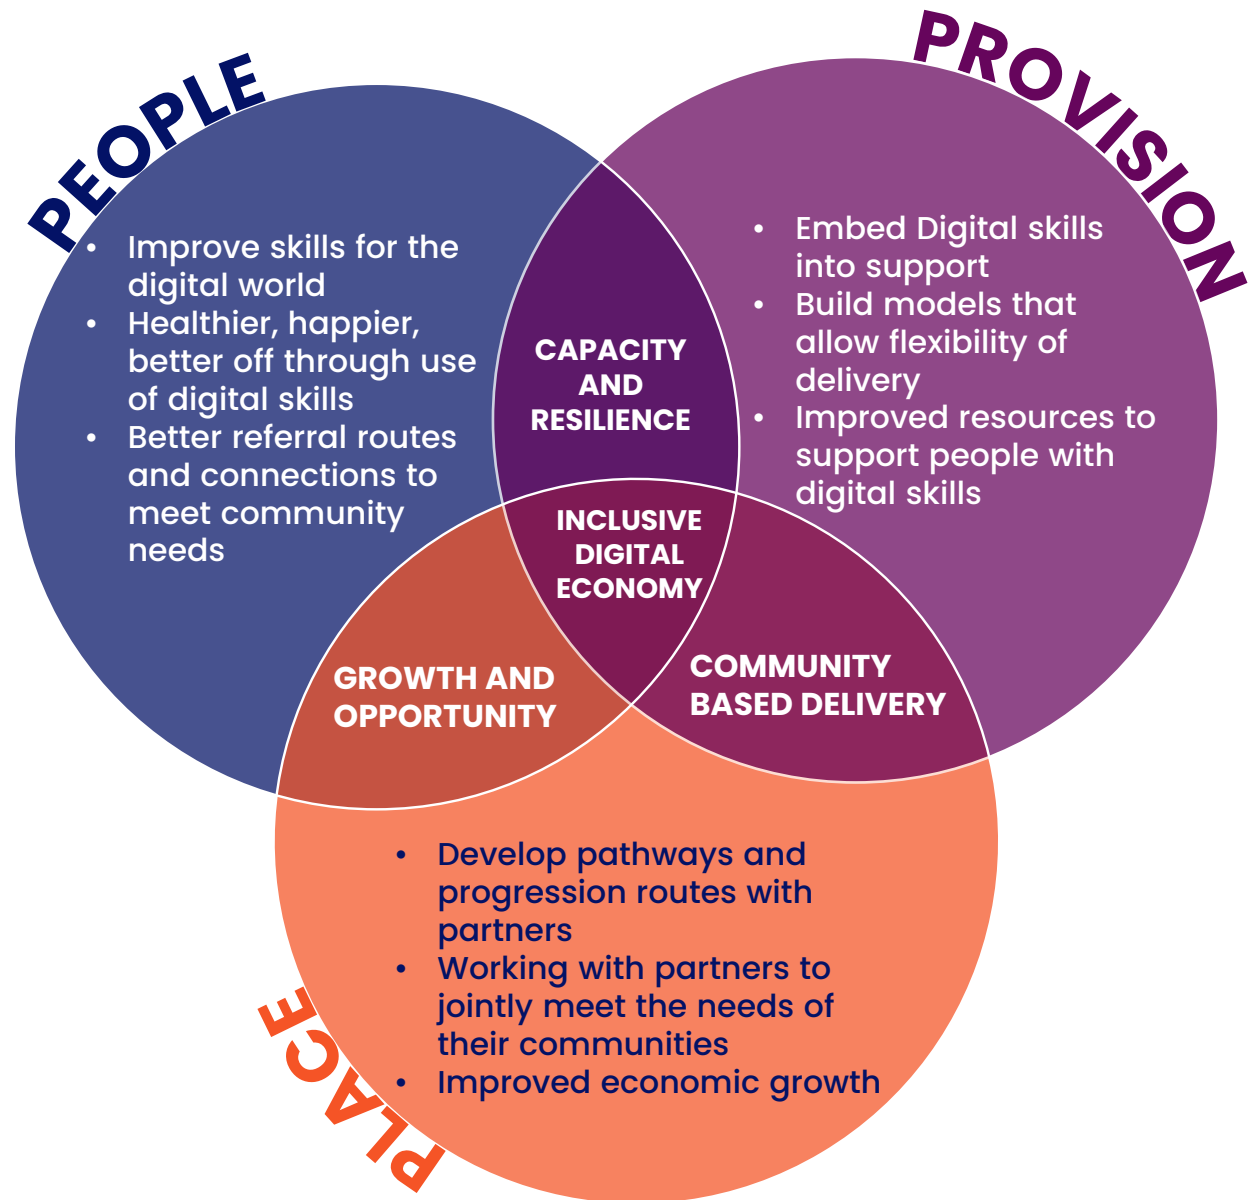 PEOPLE
• Improve skills for the
digital world
• Healthier, happier,
better off through use
of digital skills
• Better referral routes
and connections to
meet community
needs
PROVISION
• Embed Digital skills
into support
• Build models that
allow flexibility of
delivery
• Improved resources to
support people with
digital skills
CAPACITY
AND
RESILIENCE
INCLUSIVE
DIGITAL
ECONOMY
GROWTH AND
OPPORTUNITY
COMMUNITY
BASED DELIVERY
PLACE
• Develop pathways and
progression routes with
partners
• Working with partners to
jointly meet the needs of
their communities
• Improved economic growth